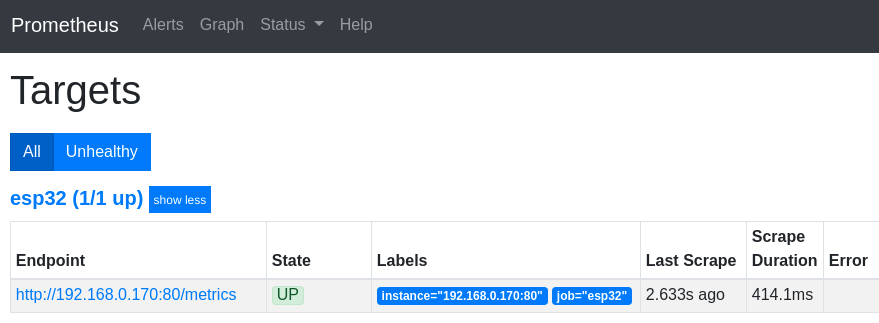 Prometheus Alerts Graph Status Help
Targets
All Unhealthy
esp32 (1/1 up) show less
Endpoint State Labels Last Scrape Scrape Duration Error
http://192.168.0.170:80/metrics UP instance="192.168.0.170:80" job="esp32" 2.633s ago 414.1ms